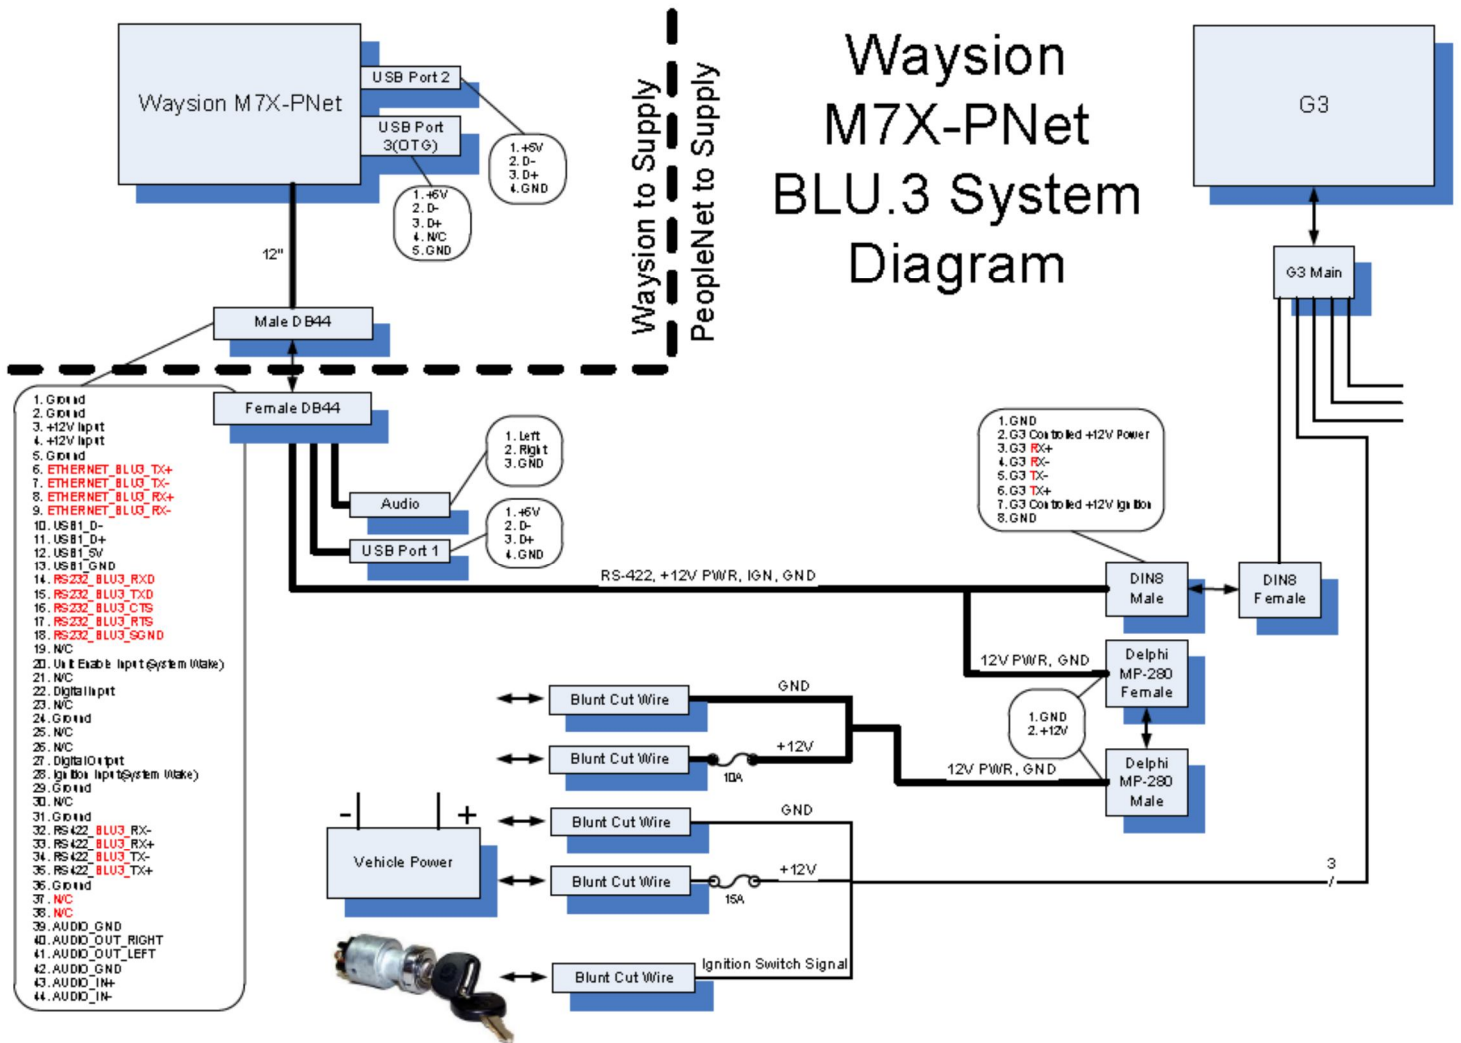 Waysion M7X-PNet
USB Port 2
USB Port
3(OTG)
1. +5V
2. D-
3. D+
4. GND
1. +5V
2. D-
3. D+
4. N/C
5. GND
12"
Male DB44
Waysion to Supply
PeopleNet to Supply
Waysion
M7X-PNet
BLU.3 System
Diagram
G3
G3 Main
Female DB44
1. Ground
2. Ground
3. +12V Input
4. +12V Input
5. Ground
6. ETHERNET_BLU3_TX+
7. ETHERNET_BLU3_TX-
8. ETHERNET_BLU3_RX+
9. ETHERNET_BLU3_RX-
10. USB1_D-
11. USB1_D+
12. USB1_5V
13. USB1_GND
14. RS232_BLU3_RXD
15. RS232_BLU3_TXD
16. RS232_BLU3_CTS
17. RS232_BLU3_RTS
18. RS232_BLU3_SGND
19. N/C
20. Unit Enable Input (System Wake)
21. N/C
22. Digital Input
23. N/C
24. Ground
25. N/C
26. N/C
27. Digital Output
28. Ignition Input(System Wake)
29. Ground
30. N/C
31. Ground
32. RS422_BLU3_RX-
33. RS422_BLU3_RX+
34. RS422_BLU3_TX-
35. RS422_BLU3_TX+
36. Ground
37. N/C
38. N/C
39. AUDIO_GND
40. AUDIO_OUT_RIGHT
41. AUDIO_OUT_LEFT
42. AUDIO_GND
43. AUDIO_IN+
44. AUDIO_IN-
1. Left
2. Right
3. GND
Audio
1. +5V
2. D-
3. D+
4. GND
USB Port 1
1. GND
2. G3 Controlled +12V Power
3. G3 RX+
4. G3 RX-
5. G3 TX-
6. G3 TX+
7. G3 Controlled +12V Ignition
8. GND
RS-422, +12V PWR, IGN, GND
DIN8
Male
DIN8
Female
12V PWR, GND
Delphi
MP-280
Female
1. GND
2. +12V
Blunt Cut Wire
GND
Blunt Cut Wire
+12V
10A
12V PWR, GND
Delphi
MP-280
Male
- +
Vehicle Power
Blunt Cut Wire
GND
Blunt Cut Wire
+12V
15A
3
/
Blunt Cut Wire
Ignition Switch Signal